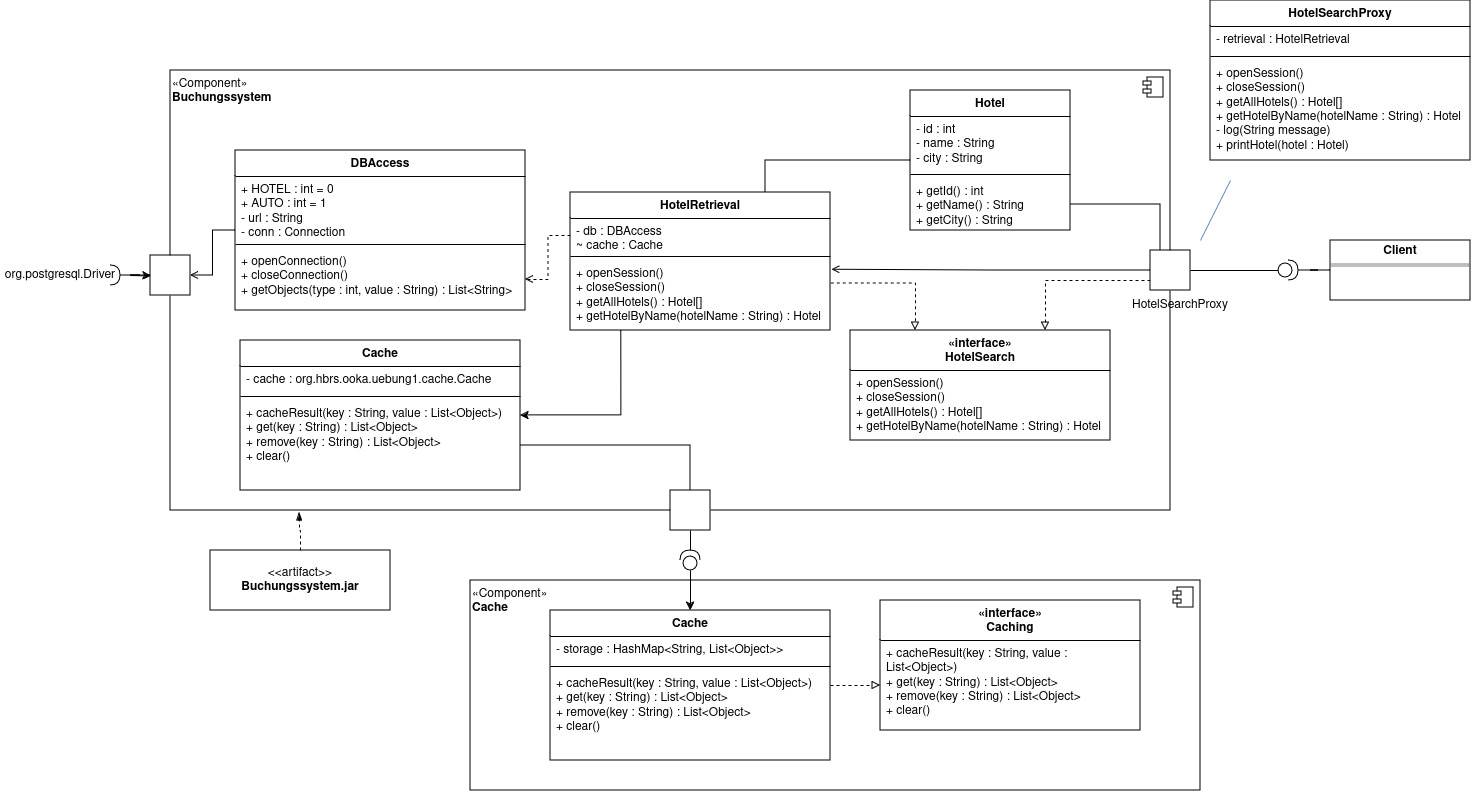 HotelSearchProxy
- retrieval : HotelRetrieval
+ openSession()
+ closeSession()
+ getAllHotels() : Hotel[]
+ getHotelByName(hotelName : String) : Hotel
- log(String message)
+ printHotel(hotel : Hotel)
«Component»
Buchungssystem
Hotel
- id : int
- name : String
- city : String
+ getId() : int
+ getName() : String
+ getCity() : String
DBAccess
+ HOTEL : int = 0
+ AUTO : int = 1
- url : String
- conn : Connection
+ openConnection()
+ closeConnection()
+ getObjects(type : int, value : String) : List<String>
HotelRetrieval
- db : DBAccess
~ cache : Cache
+ openSession()
+ closeSession()
+ getAllHotels() : Hotel[]
+ getHotelByName(hotelName : String) : Hotel
org.postgresql.Driver
HotelSearchProxy
Client
«interface»
HotelSearch
+ openSession()
+ closeSession()
+ getAllHotels() : Hotel[]
+ getHotelByName(hotelName : String) : Hotel
Cache
- cache : org.hbrs.ooka.uebung1.cache.Cache
+ cacheResult(key : String, value : List<Object>)
+ get(key : String) : List<Object>
+ remove(key : String) : List<Object>
+ clear()
<<artifact>>
Buchungssystem.jar
«Component»
Cache
Cache
- storage : HashMap<String, List<Object>>
+ cacheResult(key : String, value : List<Object>)
+ get(key : String) : List<Object>
+ remove(key : String) : List<Object>
+ clear()
«interface»
Caching
+ cacheResult(key : String, value :
List<Object>)
+ get(key : String) : List<Object>
+ remove(key : String) : List<Object>
+ clear()